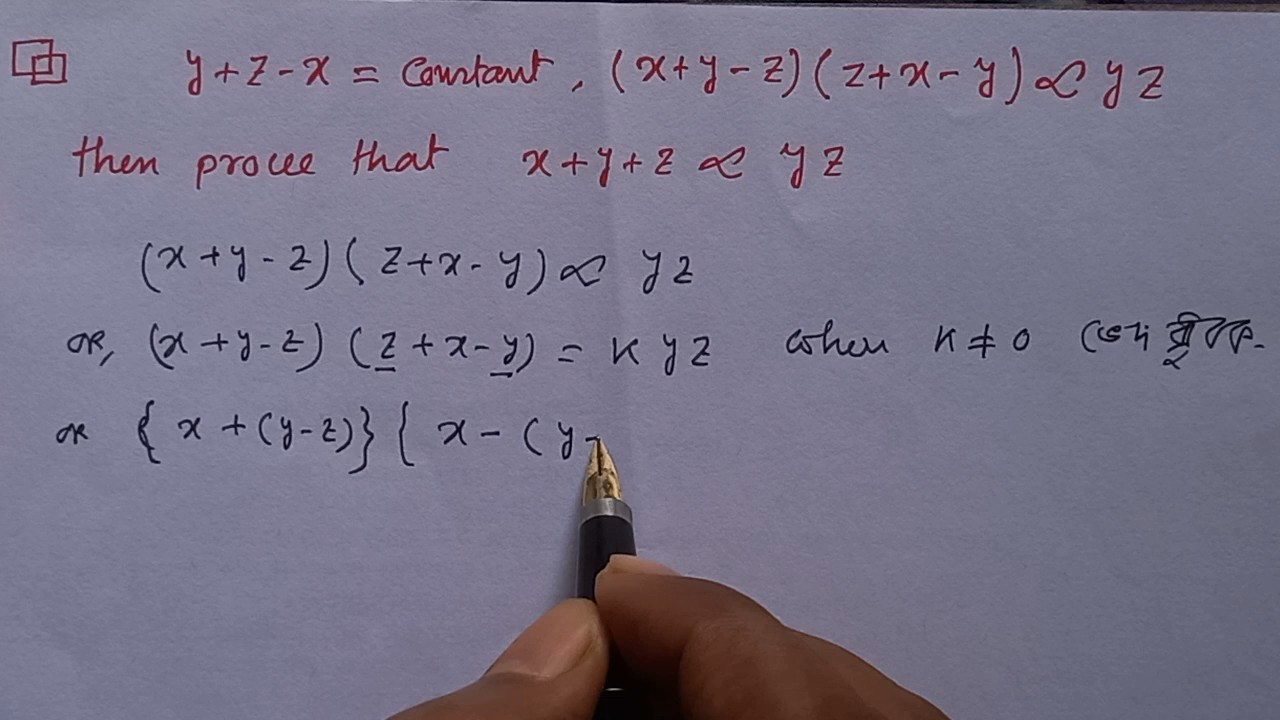 y+z-x = Constant, (x+y-z)(z+x-y) ∝ yz
then prove that x+y+z ∝ yz
(x+y-z)(z+x-y) ∝ yz
or, (x+y-z)(z+x-y) = K yz when K≠0
or {x+(y-z)}{x-(y-